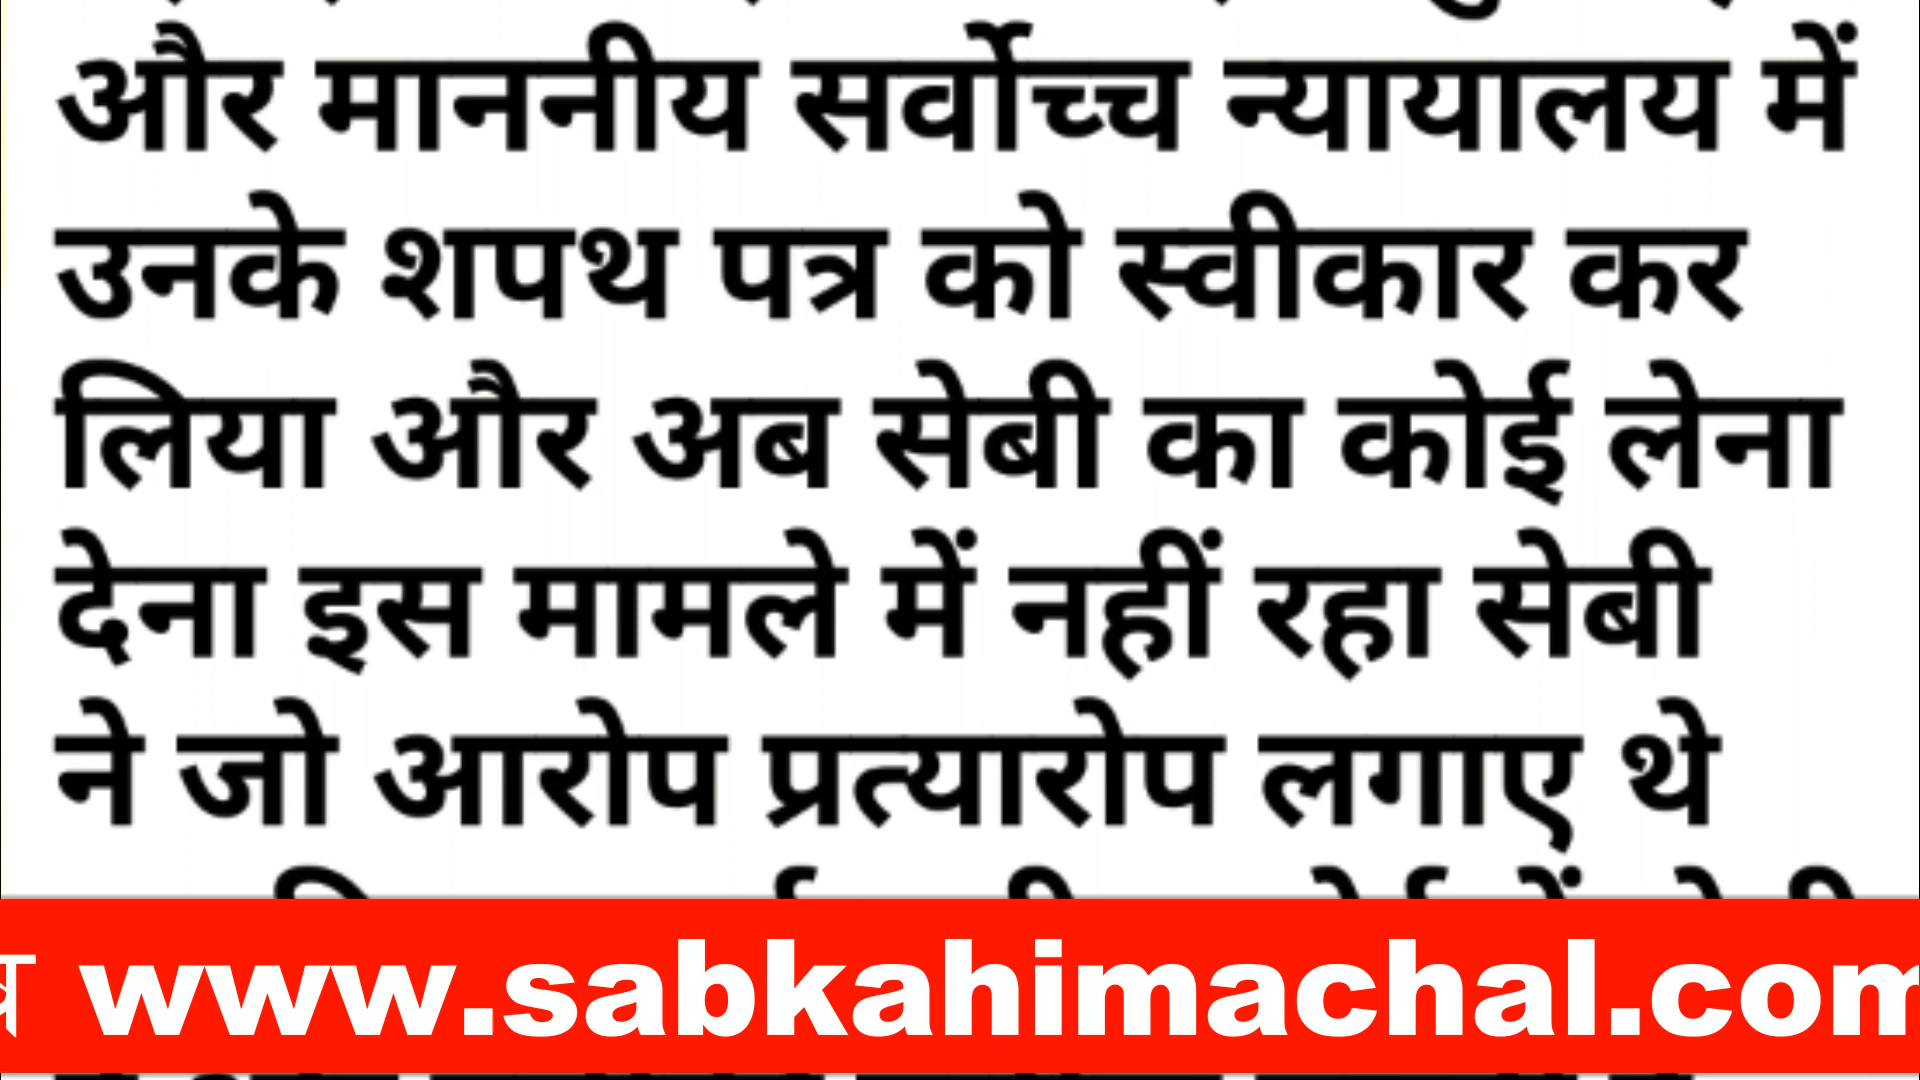 और माननीय सर्वोच्च न्यायालय में
उनके शपथ पत्र को स्वीकार कर
लिया और अब सेबी का कोई लेना
देना इस मामले में नहीं रहा सेबी
ने जो आरोप प्रत्यारोप लगाए थे
www.sabkahimachal.com